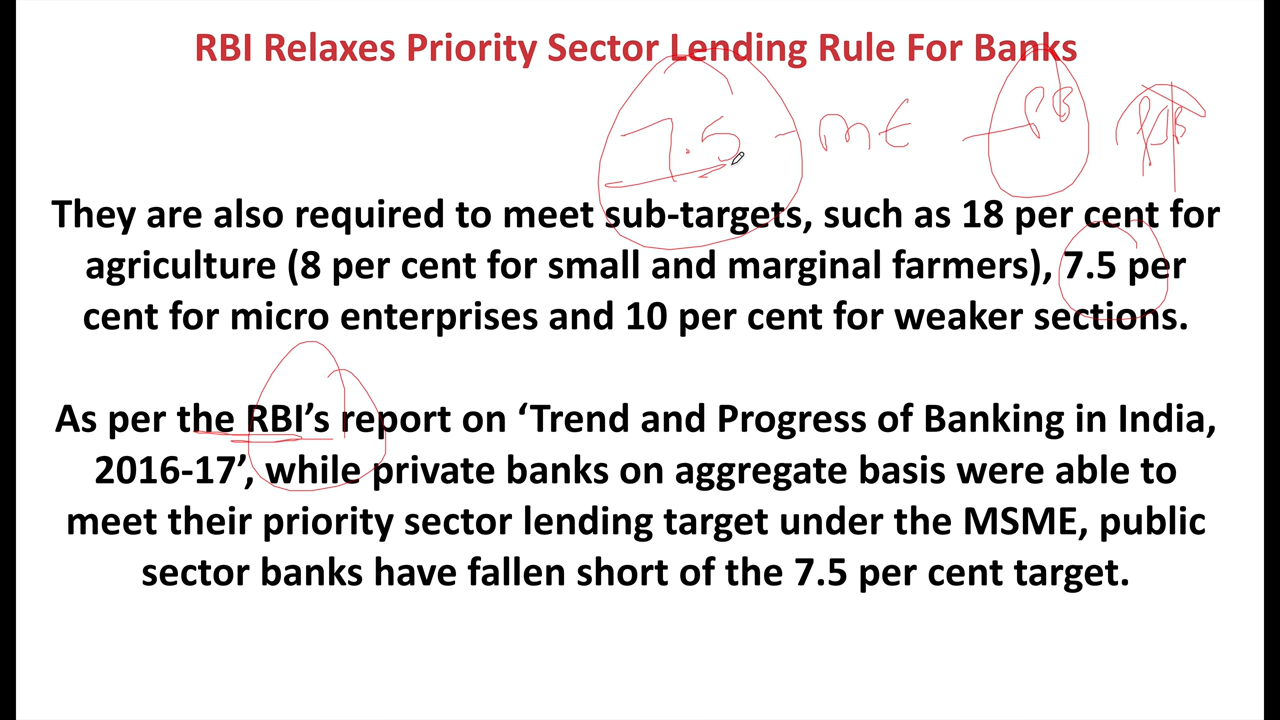 RBI Relaxes Priority Sector Lending Rule For Banks
7.5 - ME - PB PSB
They are also required to meet sub-targets, such as 18 per cent for
agriculture (8 per cent for small and marginal farmers), 7.5 per
cent for micro enterprises and 10 per cent for weaker sections.
As per the RBI’s report on ‘Trend and Progress of Banking in India,
2016-17’, while private banks on aggregate basis were able to
meet their priority sector lending target under the MSME, public
sector banks have fallen short of the 7.5 per cent target.